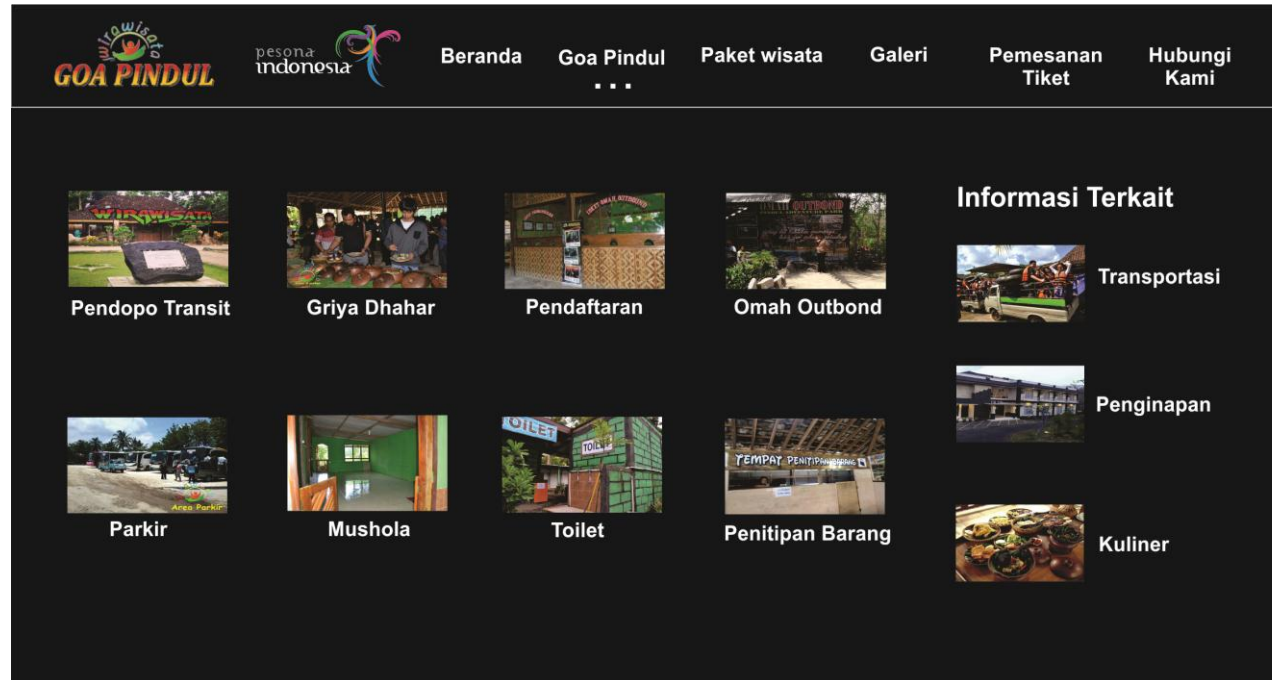 wirawisata
GOA PINDUL
pesona
indonesia
Beranda
Goa Pindul
...
Paket wisata
Galeri
Pemesanan
Tiket
Hubungi
Kami
WIRAWISATA
OMAH OUTBOND
Informasi Terkait
Transportasi
Pendopo Transit
Griya Dhahar
Pendaftaran
Omah Outbond
Penginapan
TOILET
TOILET
TEMPAT PENITIPAN BARANG
Area Parkir
Parkir
Mushola
Toilet
Penitipan Barang
Kuliner